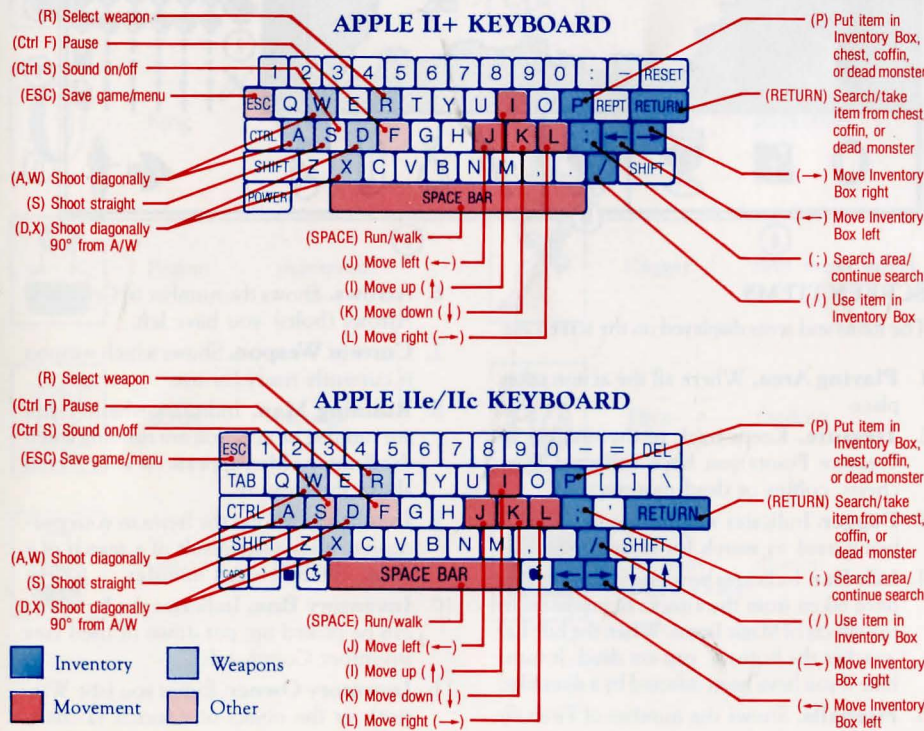 APPLE II+ KEYBOARD
(R) Select weapon
(Ctrl F) Pause
(Ctrl S) Sound on/off
(ESC) Save game/menu
(A,W) Shoot diagonally
(S) Shoot straight
(D,X) Shoot diagonally
90° from A/W
1 2 3 4 5 6 7 8 9 0 : – RESET
ESC Q W E R T Y U I O P REPT RETURN
CTRL A S D F G H J K L ; ← →
SHIFT Z X C V B N M , . / SHIFT
POWER SPACE BAR
(SPACE) Run/walk
(J) Move left (←)
(I) Move up (↑)
(K) Move down (↓)
(L) Move right (→)
(P) Put item in
Inventory Box,
chest, coffin,
or dead monster
(RETURN) Search/take
item from chest,
coffin, or
dead monster
(→) Move Inventory
Box right
(←) Move Inventory
Box left
(;) Search area/
continue search
(/) Use item in
Inventory Box
APPLE IIe/IIc KEYBOARD
(R) Select weapon
(Ctrl F) Pause
(Ctrl S) Sound on/off
(ESC) Save game/menu
(A,W) Shoot diagonally
(S) Shoot straight
(D,X) Shoot diagonally
90° from A/W
ESC 1 2 3 4 5 6 7 8 9 0 – = DEL
TAB Q W E R T Y U I O P [ ] \
CTRL A S D F G H J K L ; ' RETURN
SHIFT Z X C V B N M , . / SHIFT
CAPS ` SPACE BAR ← → ↓ ↑
(SPACE) Run/walk
(J) Move left (←)
(I) Move up (↑)
(K) Move down (↓)
(L) Move right (→)
(P) Put item in
Inventory Box,
chest, coffin,
or dead monster
(RETURN) Search/take
item from chest,
coffin, or
dead monster
(;) Search area/
continue search
(/) Use item in
Inventory Box
(→) Move Inventory
Box right
(←) Move Inventory
Box left
Inventory
Weapons
Movement
Other